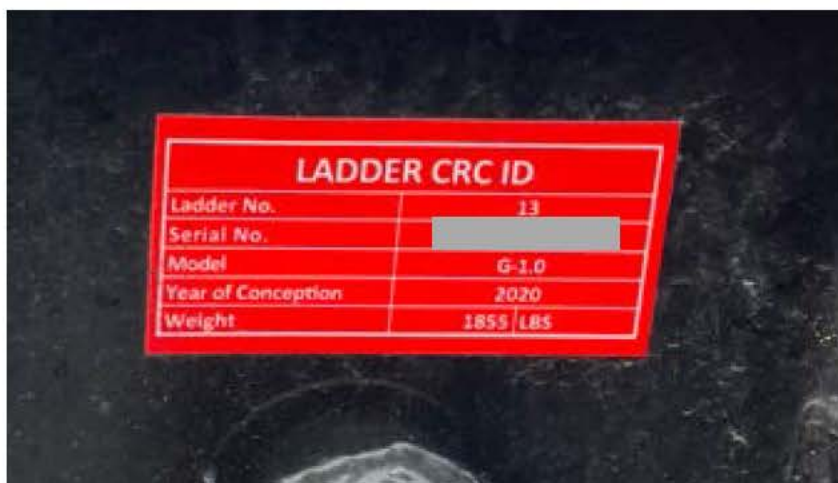 LADDER CRC ID
Ladder No. 13
Serial No.
Model G-1.0
Year of Conception 2020
Weight 1855 LBS